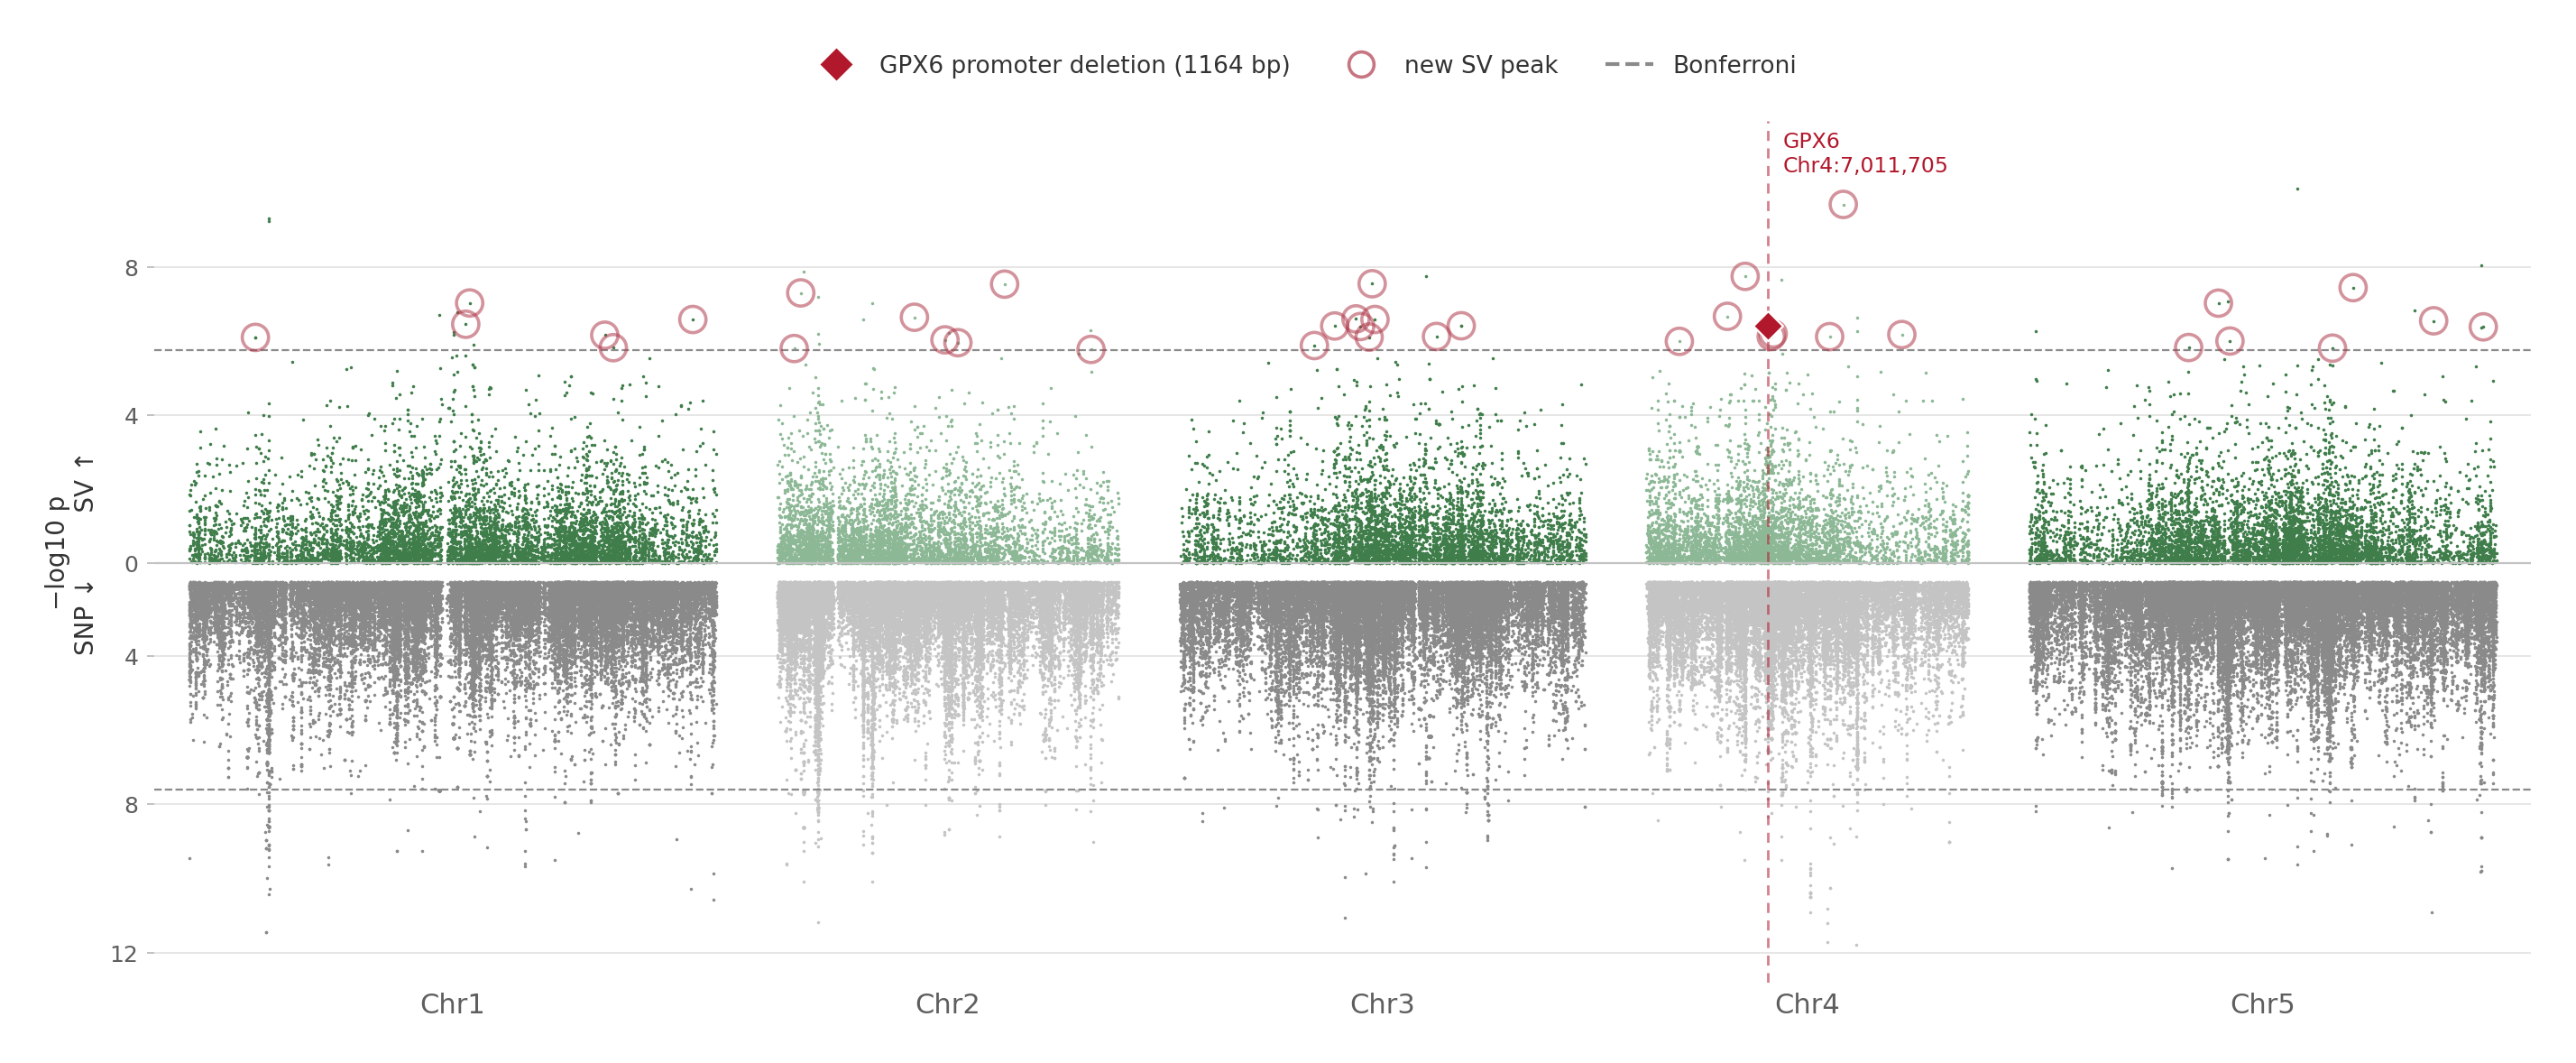 GPX6 promoter deletion (1164 bp)
new SV peak
Bonferroni
GPX6
Chr4:7,011,705
8
4
0
4
8
12
−log10 p
SNP ↓ SV ↑
Chr1
Chr2
Chr3
Chr4
Chr5